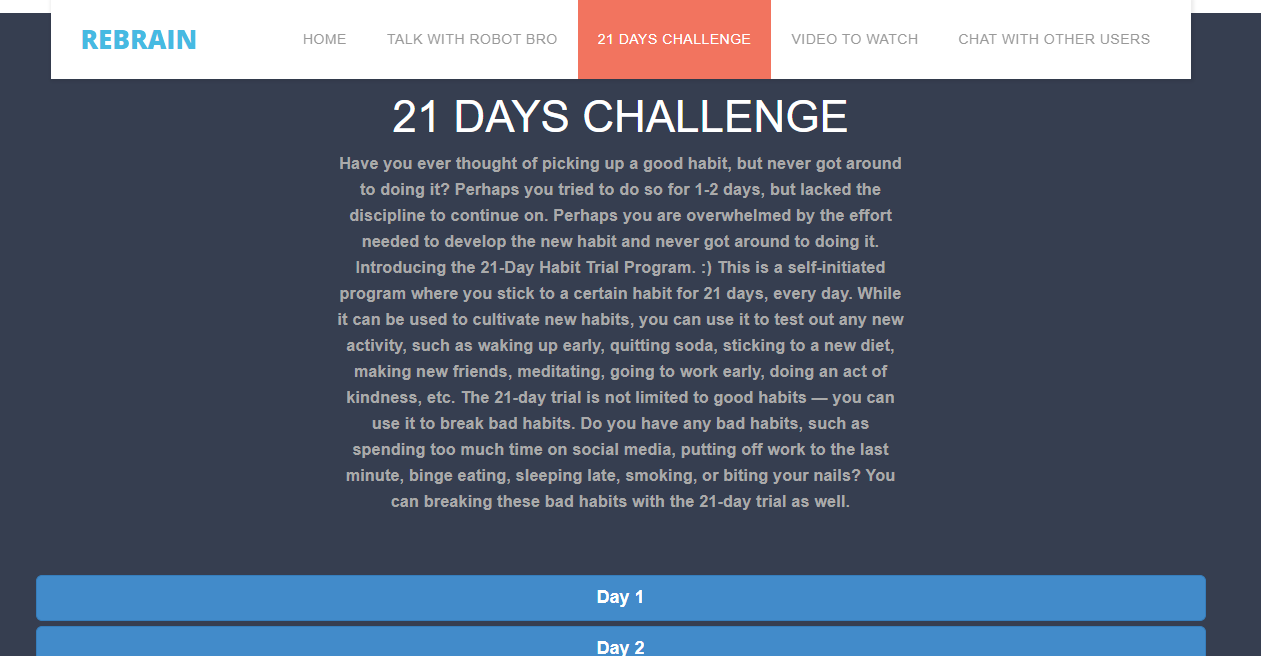 REBRAIN
HOME
TALK WITH ROBOT BRO
21 DAYS CHALLENGE
VIDEO TO WATCH
CHAT WITH OTHER USERS
21 DAYS CHALLENGE
Have you ever thought of picking up a good habit, but never got around
to doing it? Perhaps you tried to do so for 1-2 days, but lacked the
discipline to continue on. Perhaps you are overwhelmed by the effort
needed to develop the new habit and never got around to doing it.
Introducing the 21-Day Habit Trial Program. :) This is a self-initiated
program where you stick to a certain habit for 21 days, every day. While
it can be used to cultivate new habits, you can use it to test out any new
activity, such as waking up early, quitting soda, sticking to a new diet,
making new friends, meditating, going to work early, doing an act of
kindness, etc. The 21-day trial is not limited to good habits — you can
use it to break bad habits. Do you have any bad habits, such as
spending too much time on social media, putting off work to the last
minute, binge eating, sleeping late, smoking, or biting your nails? You
can breaking these bad habits with the 21-day trial as well.
Day 1
Day 2